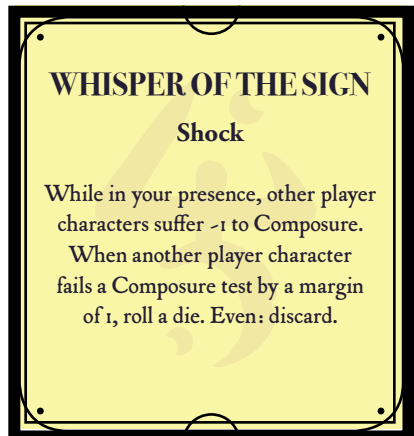 WHISPER OF THE SIGN
Shock
While in your presence, other player
characters suffer -1 to Composure.
When another player character
fails a Composure test by a margin
of 1, roll a die. Even: discard.